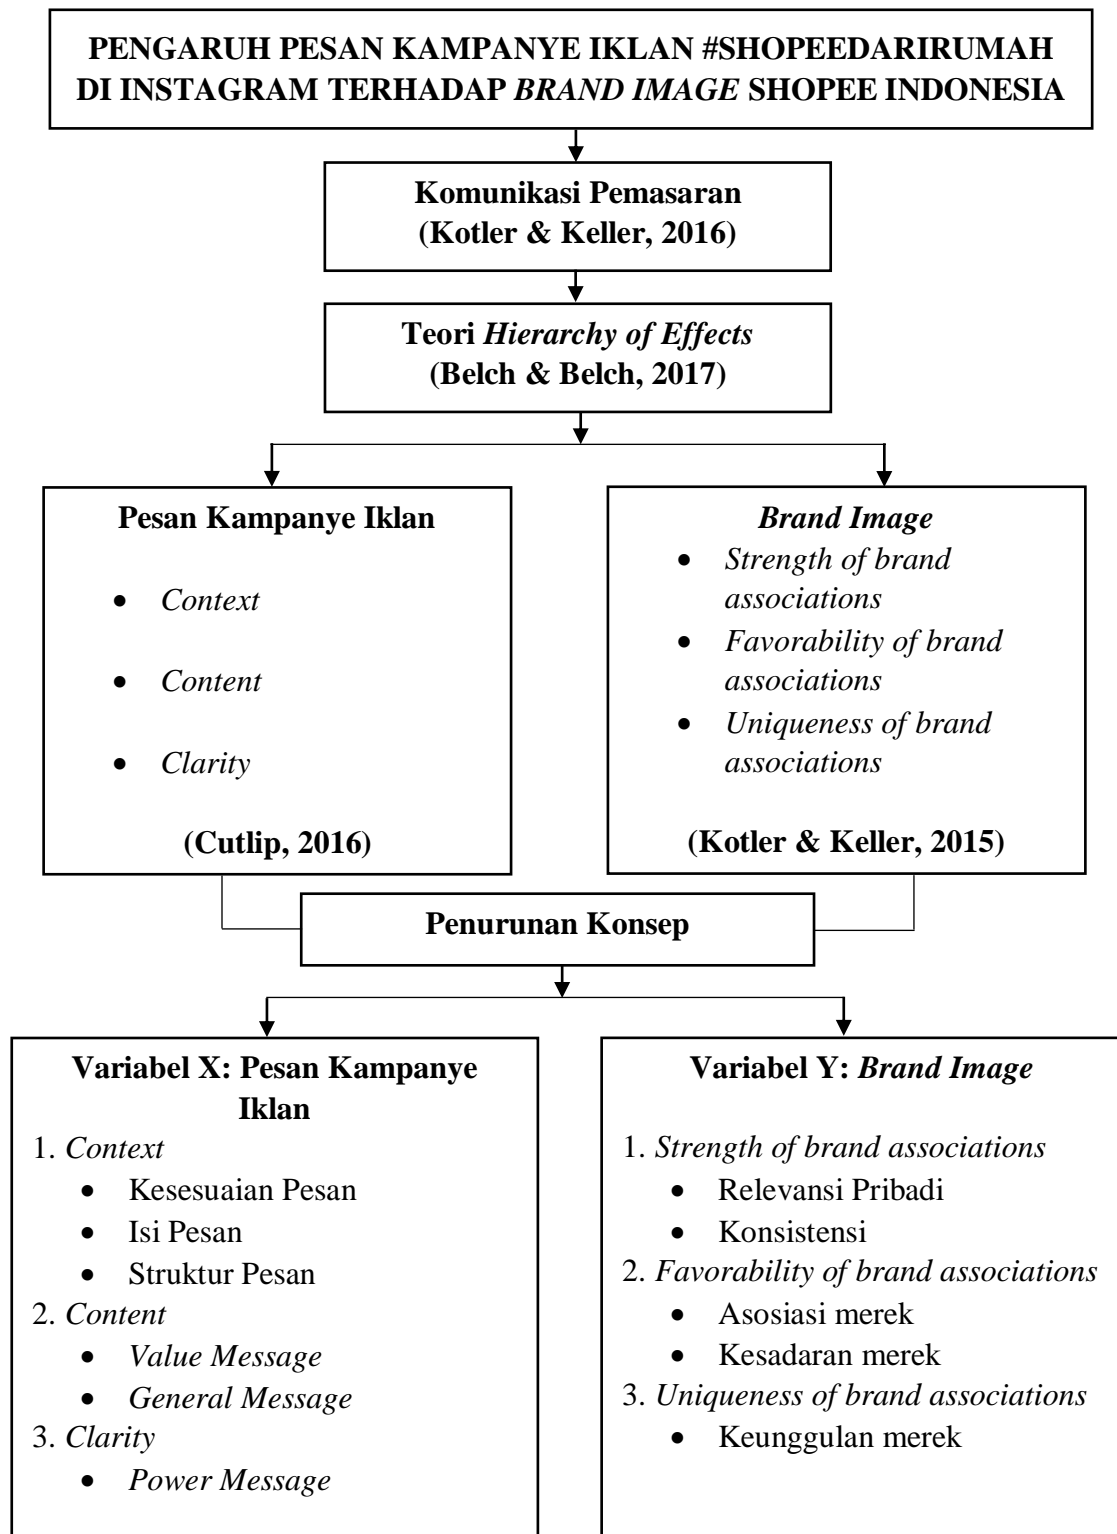 PENGARUH PESAN KAMPANYE IKLAN #SHOPEEDARIRUMAH
DI INSTAGRAM TERHADAP BRAND IMAGE SHOPEE INDONESIA
Komunikasi Pemasaran
(Kotler & Keller, 2016)
Teori Hierarchy of Effects
(Belch & Belch, 2017)
Pesan Kampanye Iklan
• Context
• Content
• Clarity
(Cutlip, 2016)
Brand Image
• Strength of brand
associations
• Favorability of brand
associations
• Uniqueness of brand
associations
(Kotler & Keller, 2015)
Penurunan Konsep
Variabel X: Pesan Kampanye
Iklan
1. Context
• Kesesuaian Pesan
• Isi Pesan
• Struktur Pesan
2. Content
• Value Message
• General Message
3. Clarity
• Power Message
Variabel Y: Brand Image
1. Strength of brand associations
• Relevansi Pribadi
• Konsistensi
2. Favorability of brand associations
• Asosiasi merek
• Kesadaran merek
3. Uniqueness of brand associations
• Keunggulan merek